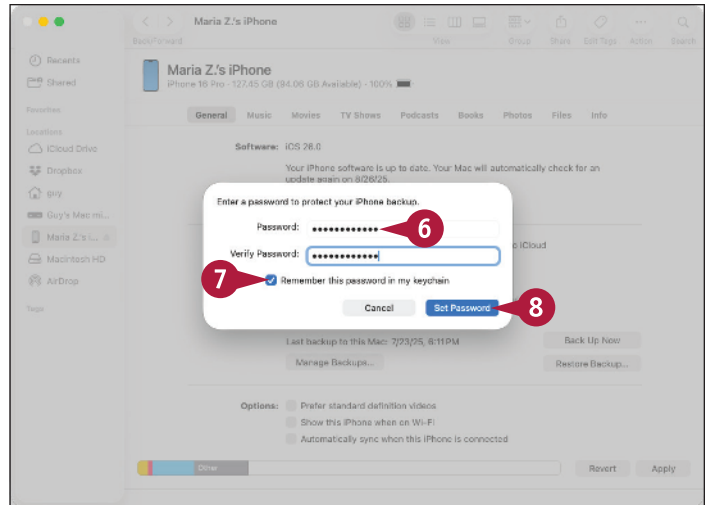 Maria Z.'s iPhone
Back/Forward View Group Share Edit Tags Action Search
Recents
Shared
Favorites
Locations
iCloud Drive
Dropbox
guy
Guy's Mac mi...
Maria Z.'s i...
Macintosh HD
AirDrop
Tags
Maria Z.'s iPhone
iPhone 16 Pro · 127.45 GB (94.06 GB Available) · 100%
General Music Movies TV Shows Podcasts Books Photos Files Info
Software: iOS 26.0
Your iPhone software is up to date. Your Mac will automatically check for an
update again on 8/26/25.
Enter a password to protect your iPhone backup.
Password: ●●●●●●●●●●●● 6
Verify Password: ●●●●●●●●●●●●
7 Remember this password in my keychain
Cancel Set Password 8
iCloud
Last backup to this Mac: 7/23/25, 6:11 PM
Back Up Now
Manage Backups...
Restore Backup...
Options: Prefer standard definition videos
Show this iPhone when on Wi-Fi
Automatically sync when this iPhone is connected
Other
Revert Apply